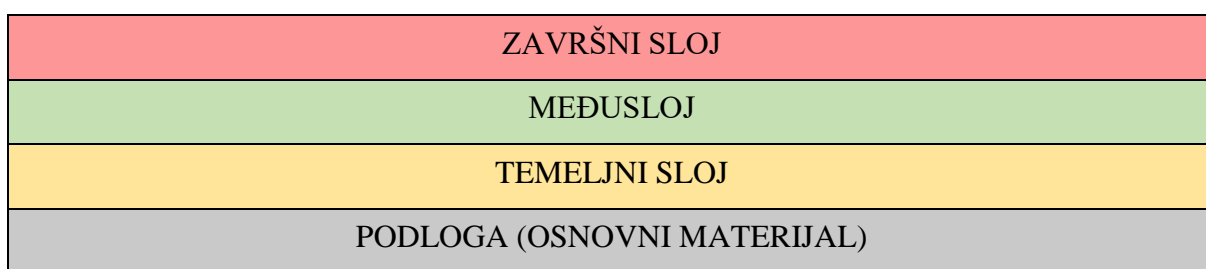 ZAVRŠNI SLOJ
MEĐUSLOJ
TEMELJNI SLOJ
PODLOGA (OSNOVNI MATERIJAL)